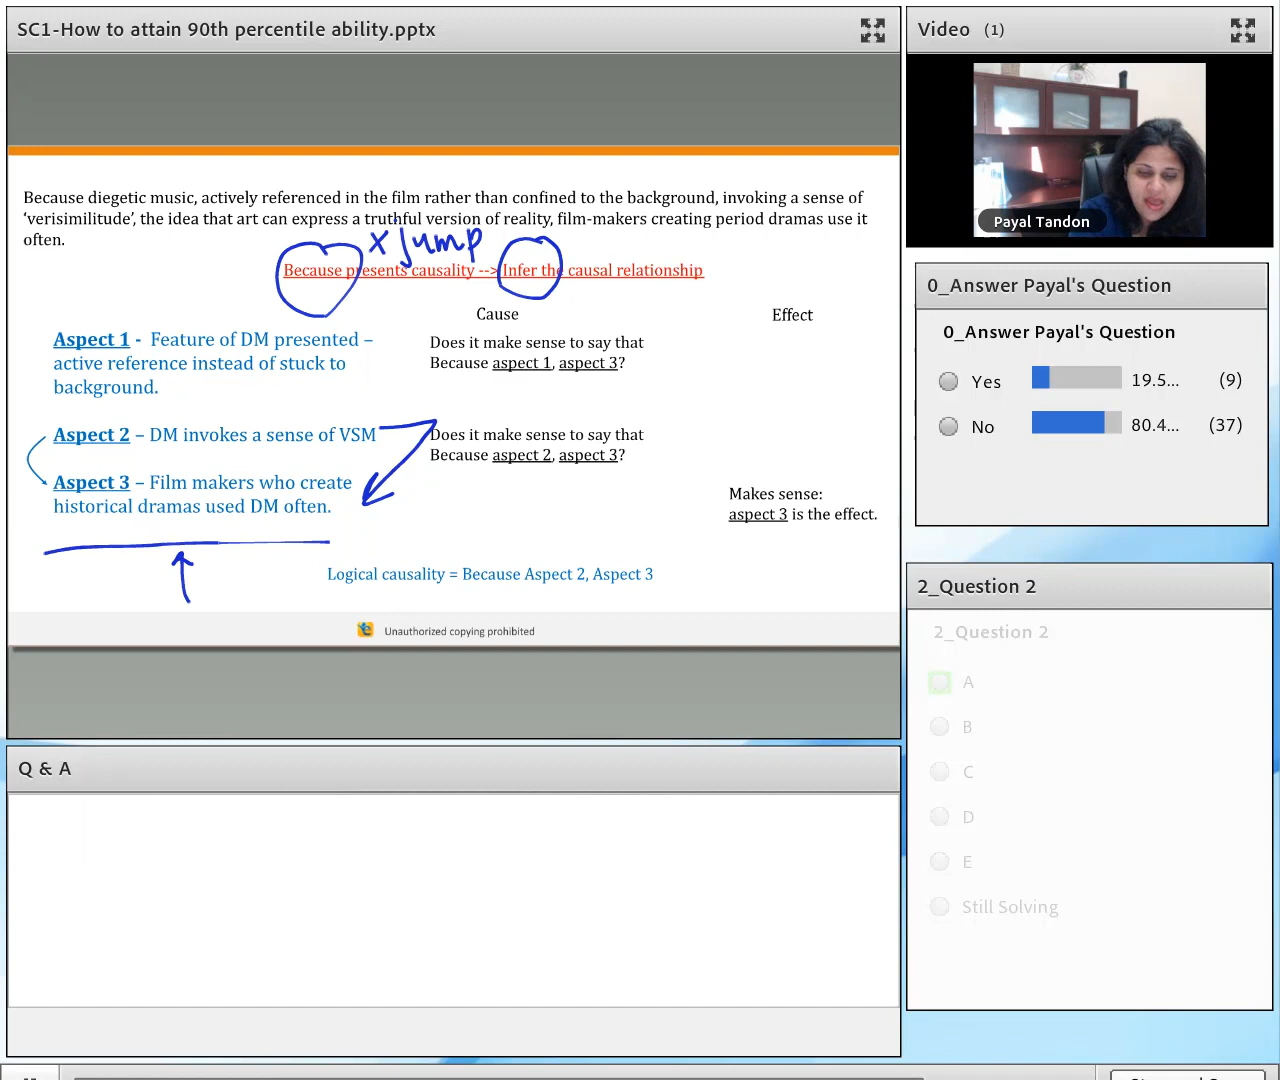 SC1-How to attain 90th percentile ability.pptx
Video (1)
Payal Tandon
Because diegetic music, actively referenced in the film rather than confined to the background, invoking a sense of
‘verisimilitude’, the idea that art can express a truthful version of reality, film-makers creating period dramas use it
often.
x jump
Because presents causality --> Infer the causal relationship
Cause
Effect
Aspect 1 - Feature of DM presented –
active reference instead of stuck to
background.
Does it make sense to say that
Because aspect 1, aspect 3?
Aspect 2 – DM invokes a sense of VSM
Does it make sense to say that
Because aspect 2, aspect 3?
Aspect 3 – Film makers who create
historical dramas used DM often.
Makes sense:
aspect 3 is the effect.
Logical causality = Because Aspect 2, Aspect 3
Unauthorized copying prohibited
0_Answer Payal's Question
0_Answer Payal's Question
Yes 19.5... (9)
No 80.4... (37)
2_Question 2
2_Question 2
A
B
C
D
E
Still Solving
Q & A